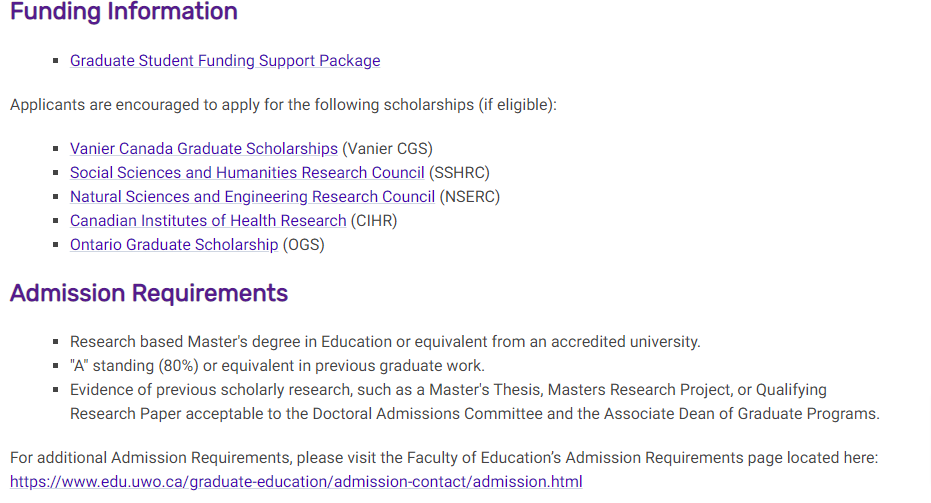 Funding Information
▪ Graduate Student Funding Support Package
Applicants are encouraged to apply for the following scholarships (if eligible):
▪ Vanier Canada Graduate Scholarships (Vanier CGS)
▪ Social Sciences and Humanities Research Council (SSHRC)
▪ Natural Sciences and Engineering Research Council (NSERC)
▪ Canadian Institutes of Health Research (CIHR)
▪ Ontario Graduate Scholarship (OGS)
Admission Requirements
▪ Research based Master's degree in Education or equivalent from an accredited university.
▪ "A" standing (80%) or equivalent in previous graduate work.
▪ Evidence of previous scholarly research, such as a Master's Thesis, Masters Research Project, or Qualifying
Research Paper acceptable to the Doctoral Admissions Committee and the Associate Dean of Graduate Programs.
For additional Admission Requirements, please visit the Faculty of Education’s Admission Requirements page located here:
https://www.edu.uwo.ca/graduate-education/admission-contact/admission.html